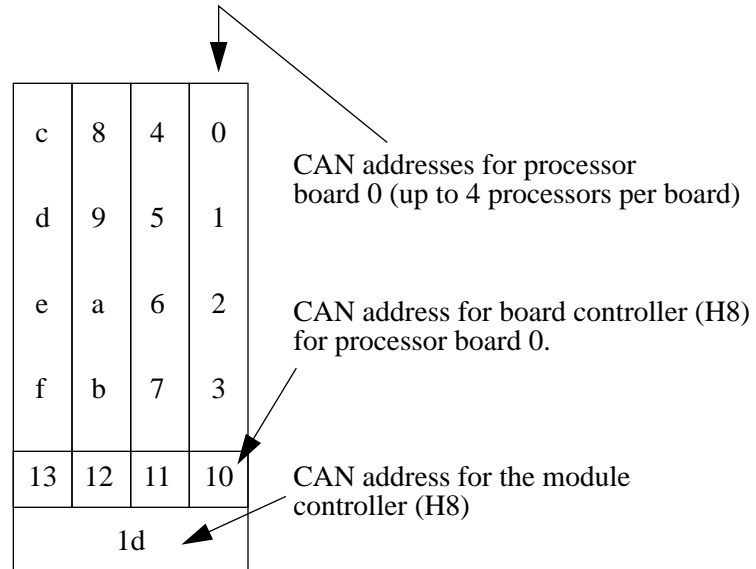 c 8 4 0
CAN addresses for processor
board 0 (up to 4 processors per board)
d 9 5 1
e a 6 2
CAN address for board controller (H8)
for processor board 0.
f b 7 3
13 12 11 10
CAN address for the module
controller (H8)
1d